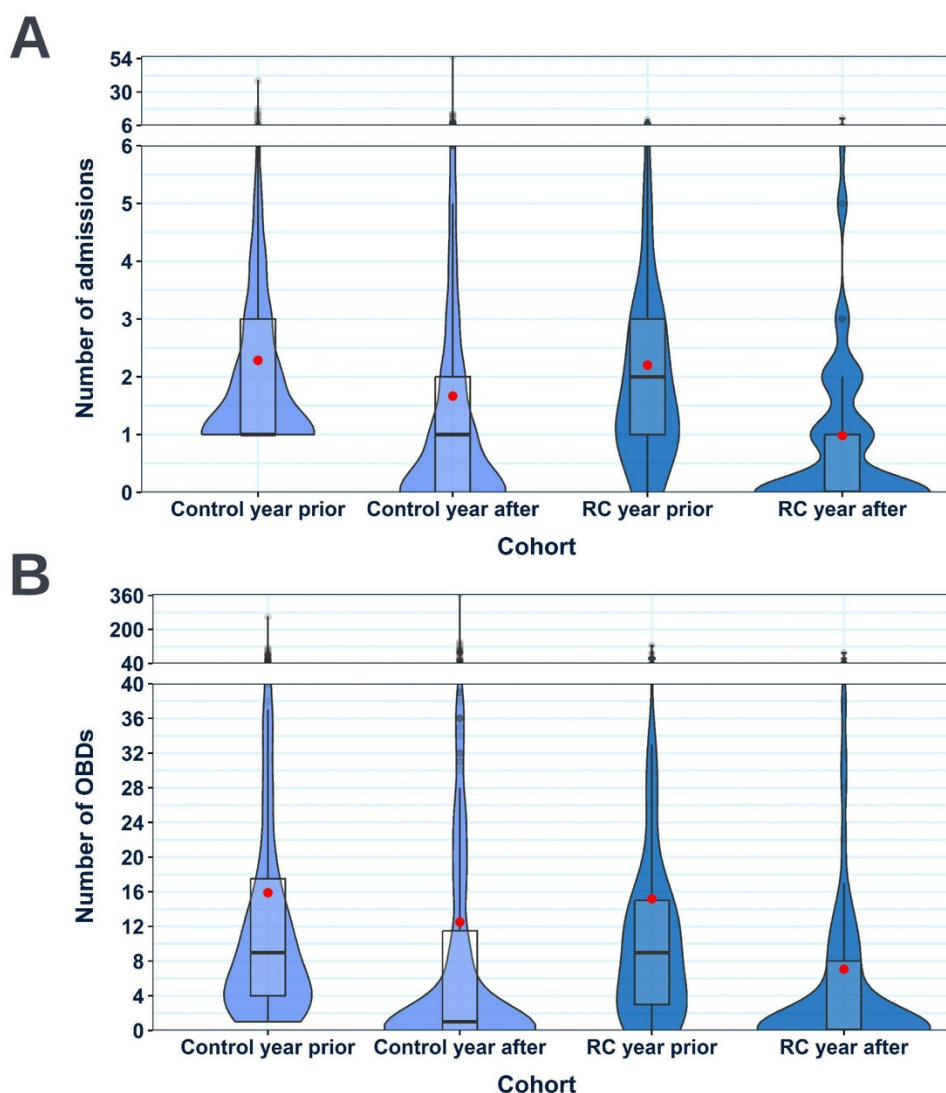 A
54
30
6
6
5
4
3
2
1
0
Number of admissions
Control year prior
Control year after
RC year prior
RC year after
Cohort
B
360
200
40
40
36
32
28
24
20
16
12
8
4
0
Number of OBDs
Control year prior
Control year after
RC year prior
RC year after
Cohort